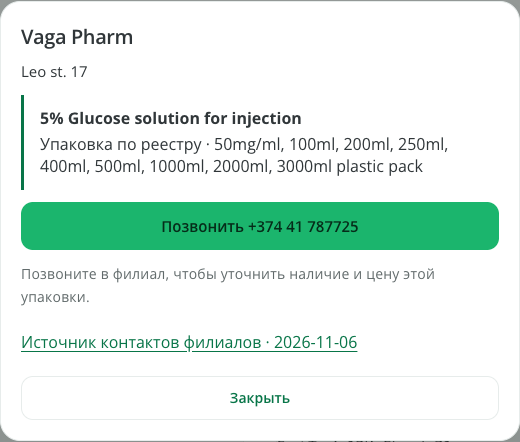 Vaga Pharm
Leo st. 17
5% Glucose solution for injection
Упаковка по реестру · 50mg/ml, 100ml, 200ml, 250ml,
400ml, 500ml, 1000ml, 2000ml, 3000ml plastic pack
Позвонить +374 41 787725
Позвоните в филиал, чтобы уточнить наличие и цену этой
упаковки.
Источник контактов филиалов · 2026-11-06
Закрыть